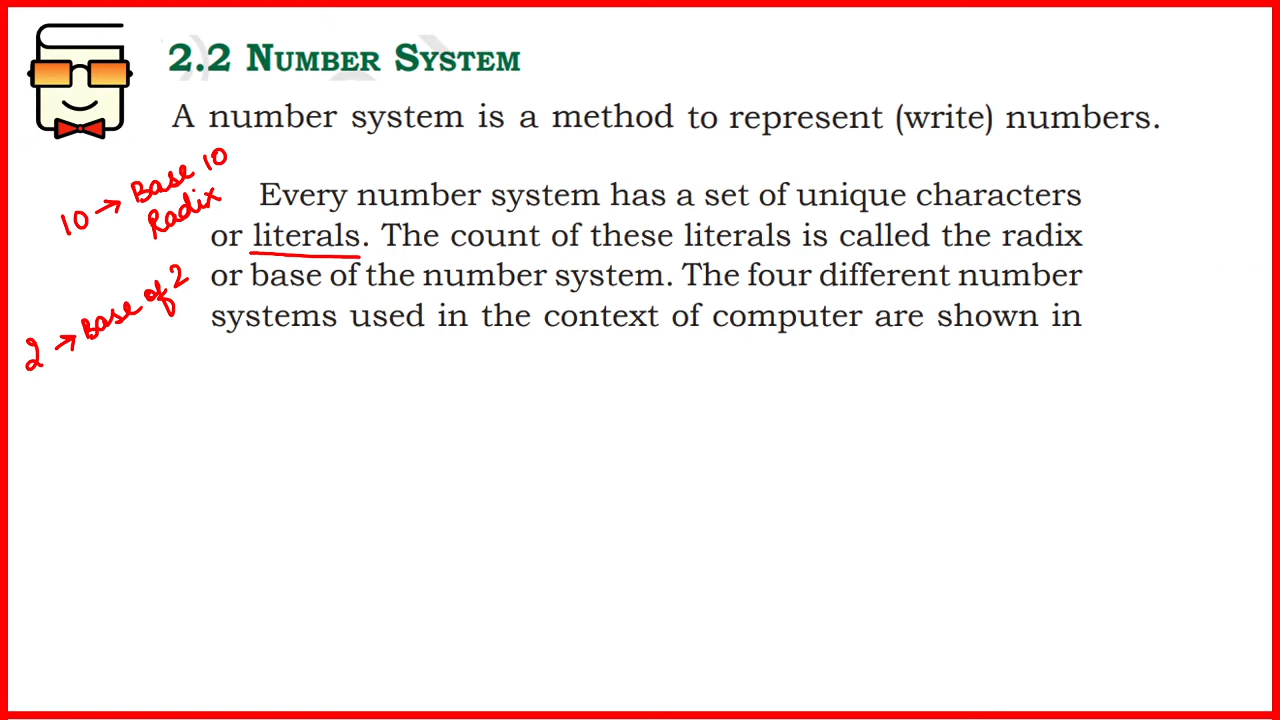 2.2 NUMBER SYSTEM
A number system is a method to represent (write) numbers.
10 → Base 10
Radix
Every number system has a set of unique characters
or literals. The count of these literals is called the radix
or base of the number system. The four different number
systems used in the context of computer are shown in
2 → Base of 2